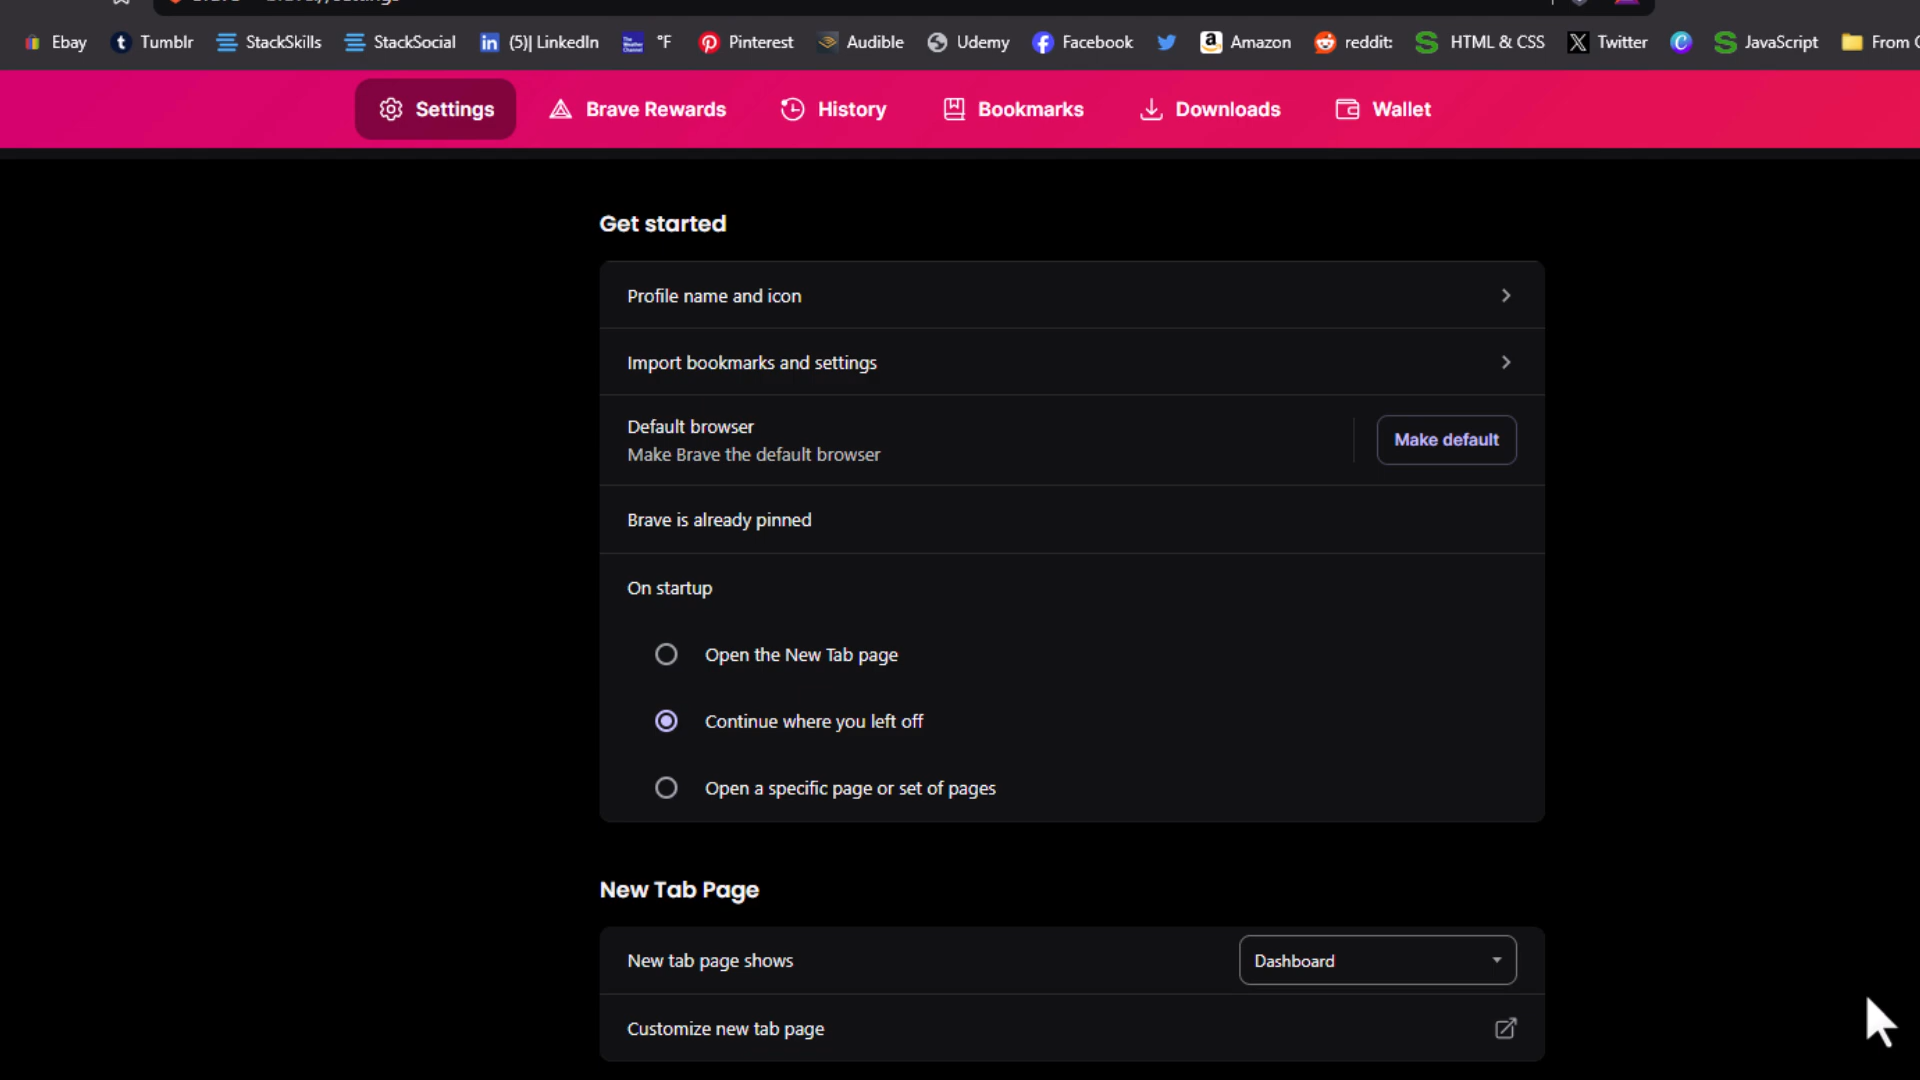 Ebay Tumblr StackSkills StackSocial (5)| LinkedIn °F Pinterest Audible Udemy Facebook Amazon reddit: HTML & CSS Twitter JavaScript From
Settings Brave Rewards History Bookmarks Downloads Wallet
Get started
Profile name and icon
Import bookmarks and settings
Default browser
Make Brave the default browser
Make default
Brave is already pinned
On startup
Open the New Tab page
Continue where you left off
Open a specific page or set of pages
New Tab Page
New tab page shows
Dashboard
Customize new tab page